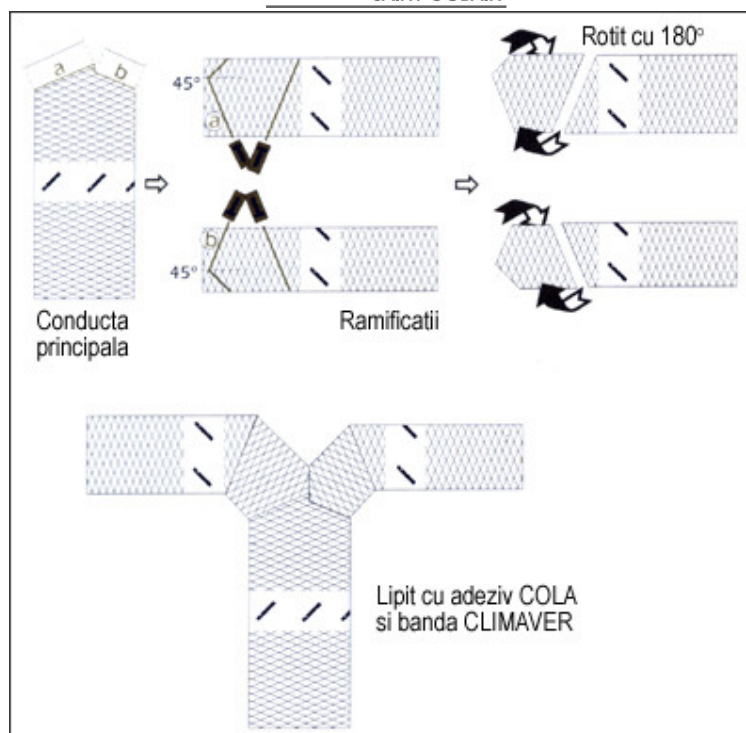 Rotit cu 180°
a
b
45°
a
b
45°
Conducta
principala
Ramificatii
Lipit cu adeziv COLA
si banda CLIMAVER